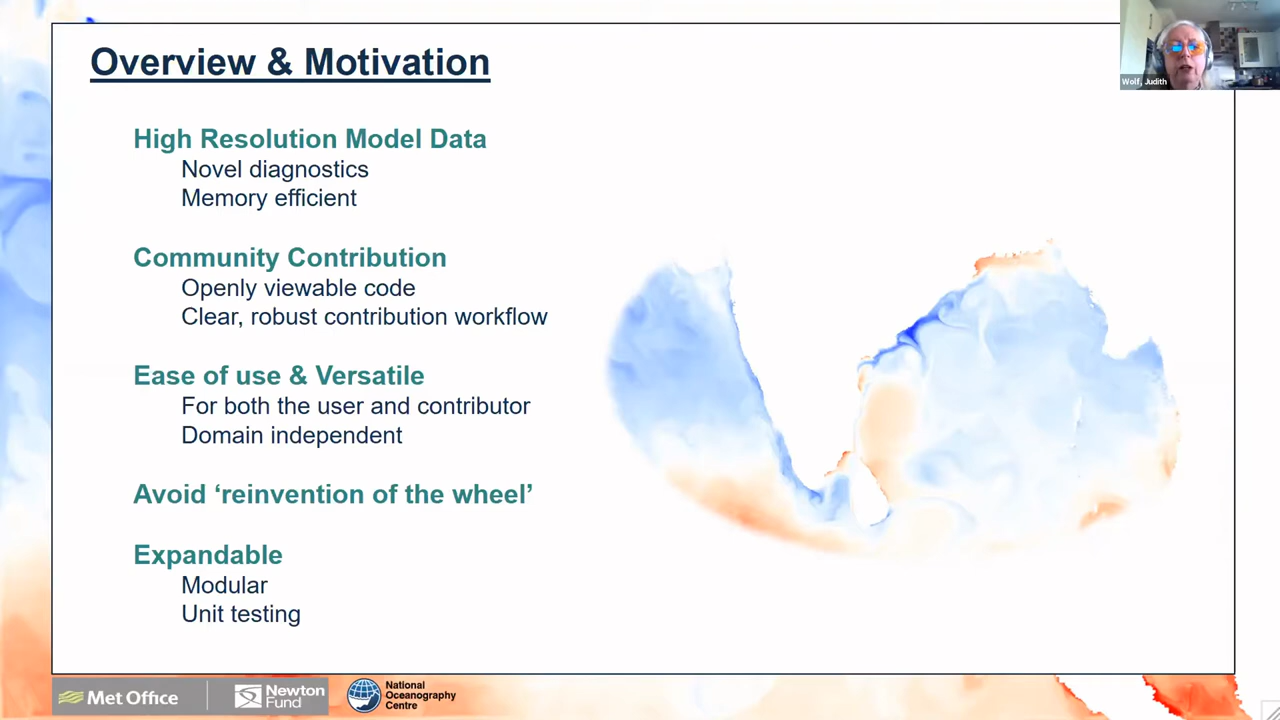 Overview & Motivation
Wolf, Judith
High Resolution Model Data
Novel diagnostics
Memory efficient
Community Contribution
Openly viewable code
Clear, robust contribution workflow
Ease of use & Versatile
For both the user and contributor
Domain independent
Avoid ‘reinvention of the wheel’
Expandable
Modular
Unit testing
Met Office
Newton
Fund
National
Oceanography
Centre